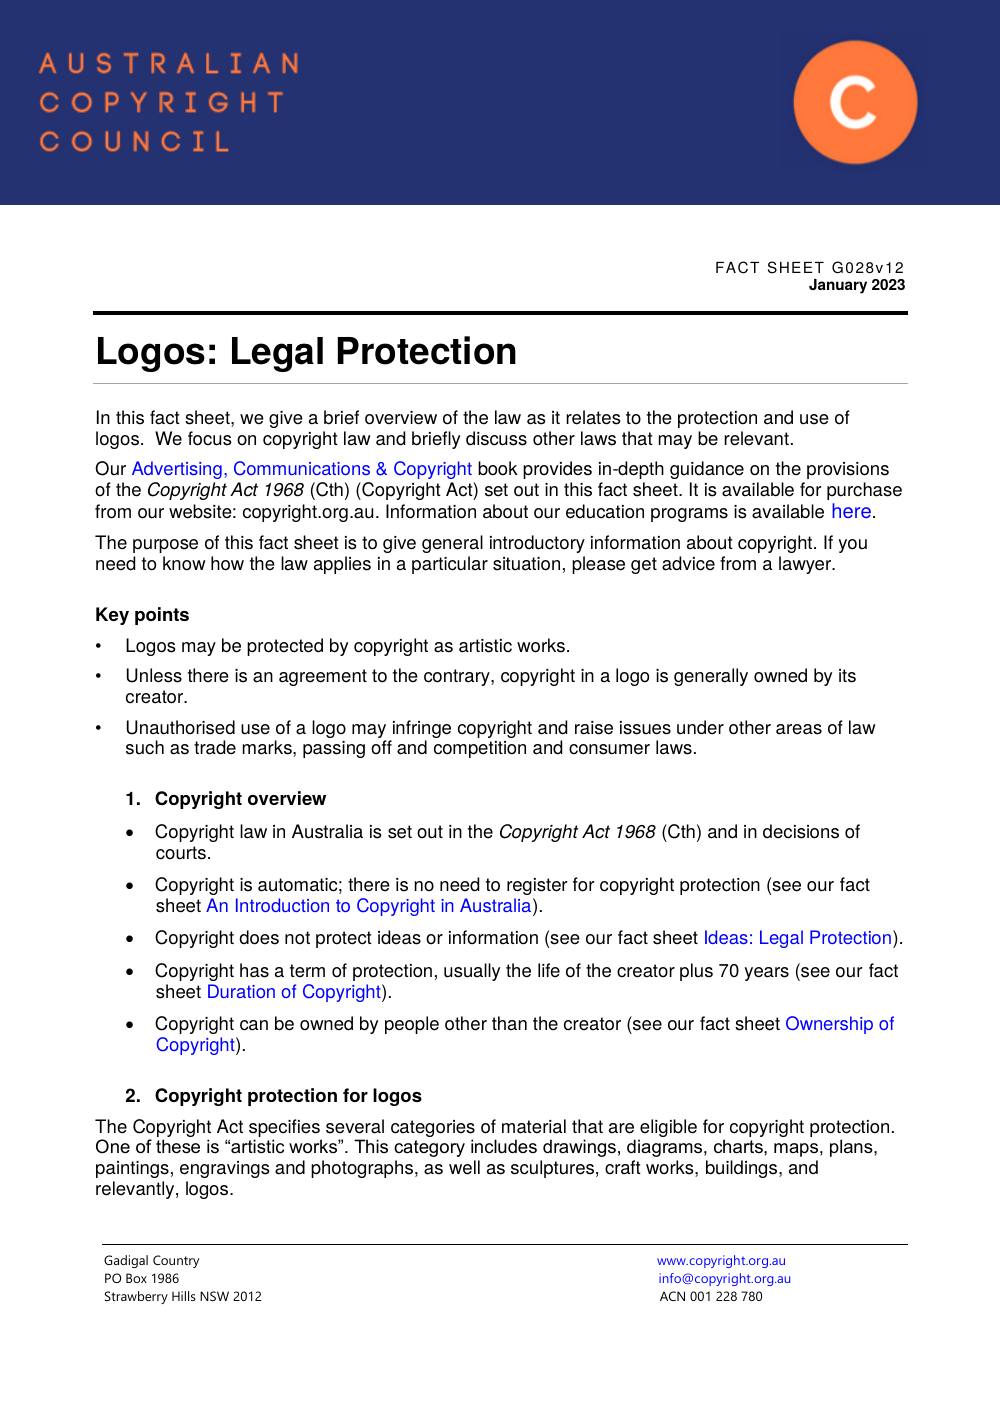 AUSTRALIAN
COPYRIGHT
COUNCIL
C
FACT SHEET G028v12
January 2023
Logos: Legal Protection
In this fact sheet, we give a brief overview of the law as it relates to the protection and use of
logos.  We focus on copyright law and briefly discuss other laws that may be relevant.
Our Advertising, Communications & Copyright book provides in-depth guidance on the provisions
of the Copyright Act 1968 (Cth) (Copyright Act) set out in this fact sheet. It is available for purchase
from our website: copyright.org.au. Information about our education programs is available here.
The purpose of this fact sheet is to give general introductory information about copyright. If you
need to know how the law applies in a particular situation, please get advice from a lawyer.
Key points
• Logos may be protected by copyright as artistic works.
• Unless there is an agreement to the contrary, copyright in a logo is generally owned by its
creator.
• Unauthorised use of a logo may infringe copyright and raise issues under other areas of law
such as trade marks, passing off and competition and consumer laws.
1. Copyright overview
• Copyright law in Australia is set out in the Copyright Act 1968 (Cth) and in decisions of
courts.
• Copyright is automatic; there is no need to register for copyright protection (see our fact
sheet An Introduction to Copyright in Australia).
• Copyright does not protect ideas or information (see our fact sheet Ideas: Legal Protection).
• Copyright has a term of protection, usually the life of the creator plus 70 years (see our fact
sheet Duration of Copyright).
• Copyright can be owned by people other than the creator (see our fact sheet Ownership of
Copyright).
2. Copyright protection for logos
The Copyright Act specifies several categories of material that are eligible for copyright protection.
One of these is “artistic works”. This category includes drawings, diagrams, charts, maps, plans,
paintings, engravings and photographs, as well as sculptures, craft works, buildings, and
relevantly, logos.
Gadigal Country
PO Box 1986
Strawberry Hills NSW 2012
www.copyright.org.au
info@copyright.org.au
ACN 001 228 780